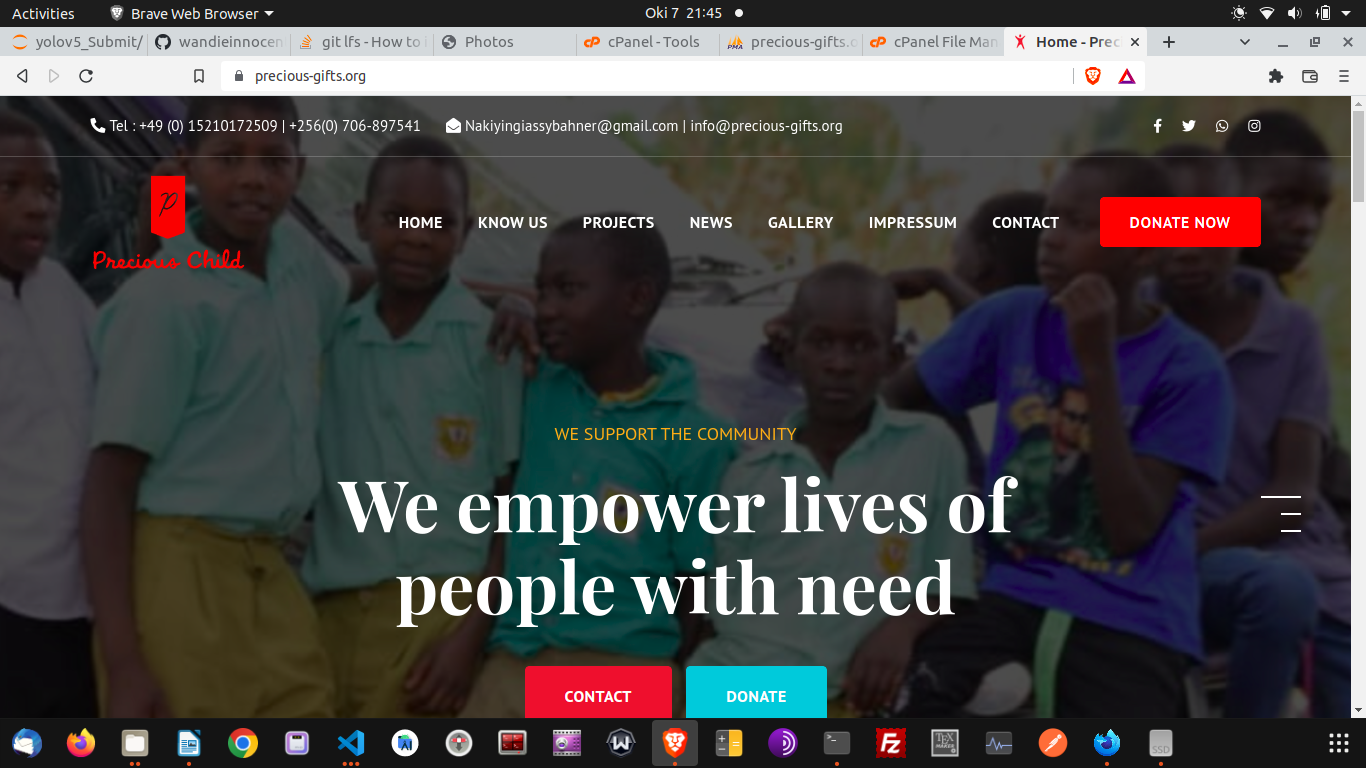 Activities
Brave Web Browser
Oki 7 21:45
yolov5_Submit/
wandieinnocen
git lfs - How to i
Photos
cPanel - Tools
precious-gifts.o
cPanel File Man
Home - Prec
precious-gifts.org
Tel : +49 (0) 15210172509 | +256(0) 706-897541
Nakiyingiassybahner@gmail.com | info@precious-gifts.org
P
Precious Child
HOME
KNOW US
PROJECTS
NEWS
GALLERY
IMPRESSUM
CONTACT
DONATE NOW
WE SUPPORT THE COMMUNITY
We empower lives of
people with need
CONTACT
DONATE